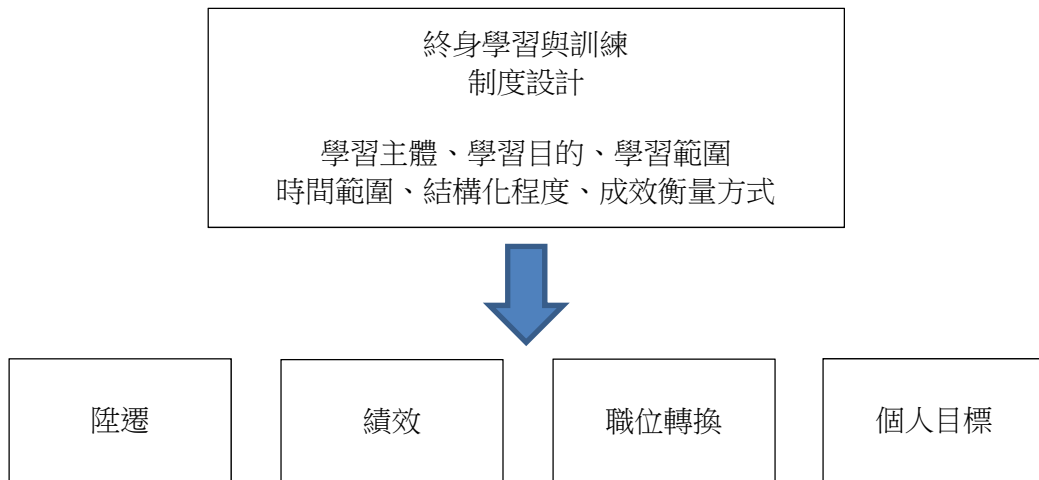 終身學習與訓練
制度設計
學習主體、學習目的、學習範圍
時間範圍、結構化程度、成效衡量方式
陞遷
績效
職位轉換
個人目標